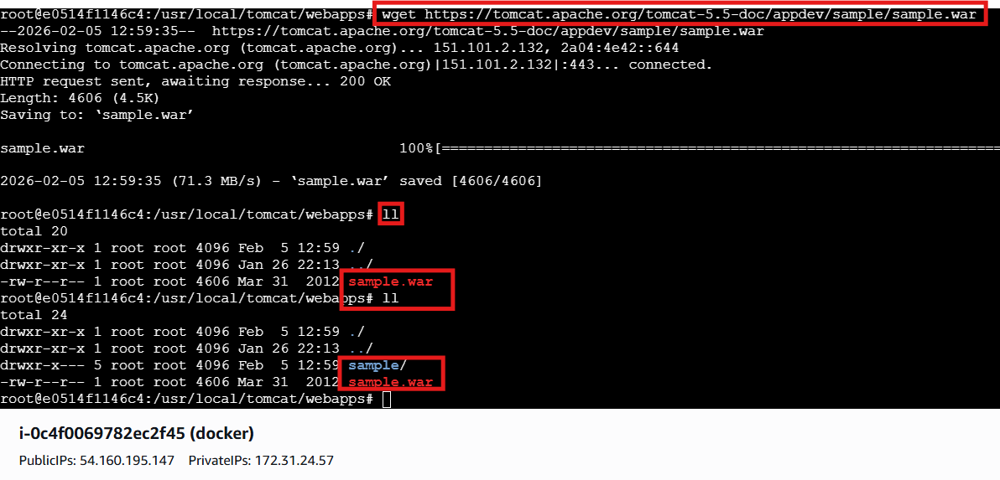 root@e0514f1146c4:/usr/local/tomcat/webapps# wget https://tomcat.apache.org/tomcat-5.5-doc/appdev/sample/sample.war
--2026-02-05 12:59:35--  https://tomcat.apache.org/tomcat-5.5-doc/appdev/sample/sample.war
Resolving tomcat.apache.org (tomcat.apache.org)... 151.101.2.132, 2a04:4e42::644
Connecting to tomcat.apache.org (tomcat.apache.org)|151.101.2.132|:443... connected.
HTTP request sent, awaiting response... 200 OK
Length: 4606 (4.5K)
Saving to: ‘sample.war’
sample.war 100%[===================================================================
2026-02-05 12:59:35 (71.3 MB/s) - ‘sample.war’ saved [4606/4606]
root@e0514f1146c4:/usr/local/tomcat/webapps# ll
total 20
drwxr-xr-x 1 root root 4096 Feb  5 12:59 ./
drwxr-xr-x 1 root root 4096 Jan 26 22:13 ../
-rw-r--r-- 1 root root 4606 Mar 31  2012 sample.war
root@e0514f1146c4:/usr/local/tomcat/webapps# ll
total 24
drwxr-xr-x 1 root root 4096 Feb  5 12:59 ./
drwxr-xr-x 1 root root 4096 Jan 26 22:13 ../
drwxr-x--- 5 root root 4096 Feb  5 12:59 sample/
-rw-r--r-- 1 root root 4606 Mar 31  2012 sample.war
root@e0514f1146c4:/usr/local/tomcat/webapps#
i-0c4f0069782ec2f45 (docker)
PublicIPs: 54.160.195.147 PrivateIPs: 172.31.24.57